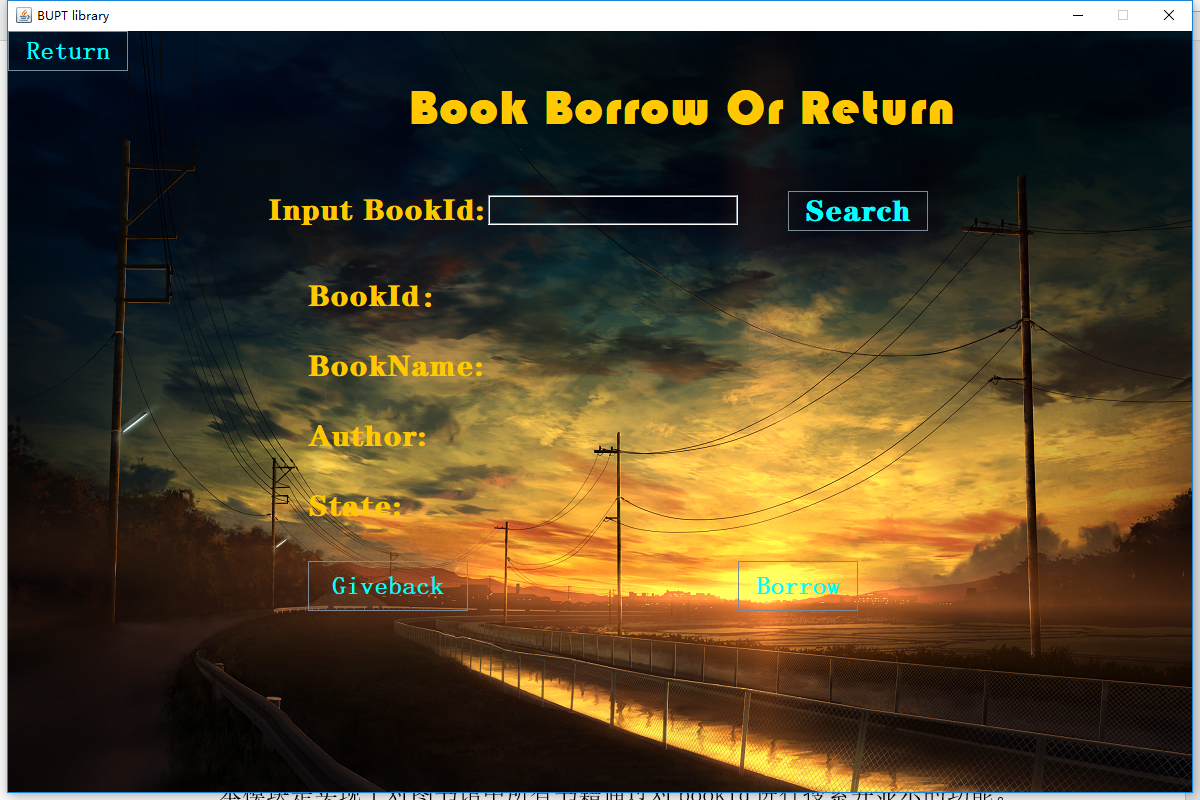 BUPT library
Return
Book Borrow Or Return
Input BookId: Search
BookId:
BookName:
Author:
State:
Giveback Borrow